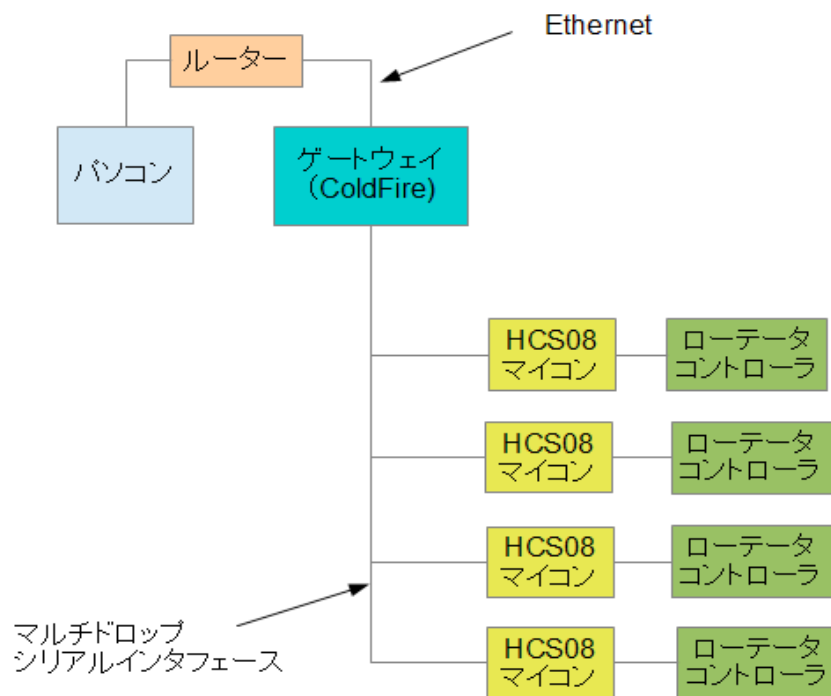 Ethernet
ルーター
パソコン
ゲートウェイ
（ColdFire)
HCS08
マイコン
ローテータ
コントローラ
HCS08
マイコン
ローテータ
コントローラ
HCS08
マイコン
ローテータ
コントローラ
マルチドロップ
シリアルインタフェース
HCS08
マイコン
ローテータ
コントローラ